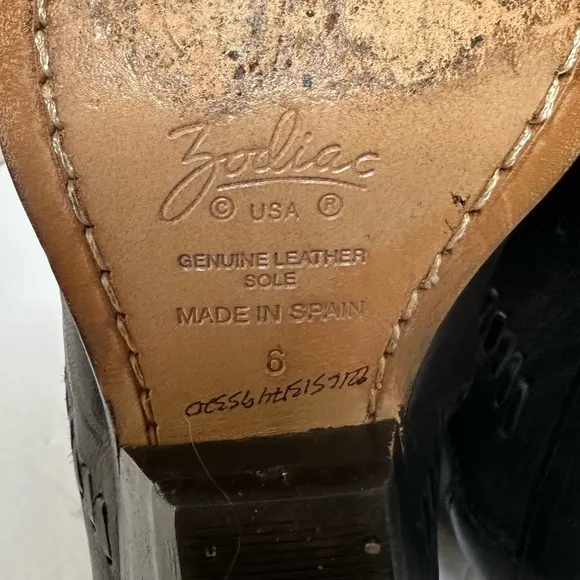 Zodiac
© USA ®
GENUINE LEATHER
SOLE
MADE IN SPAIN
6